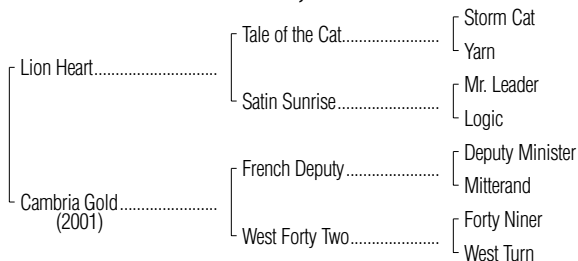 Storm Cat
Tale of the Cat
Yarn
Lion Heart
Mr. Leader
Satin Sunrise
Logic
Deputy Minister
French Deputy
Mitterand
Cambria Gold
(2001)
Forty Niner
West Forty Two
West Turn